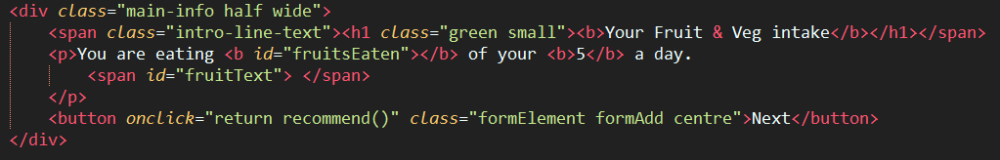 <div class="main-info half wide">
<span class="intro-line-text"><h1 class="green small"><b>Your Fruit & Veg intake</b></h1></span>
<p>You are eating <b id="fruitsEaten"></b> of your <b>5</b> a day.
<span id="fruitText"> </span>
</p>
<button onclick="return recommend()" class="formElement formAdd centre">Next</button>
</div>